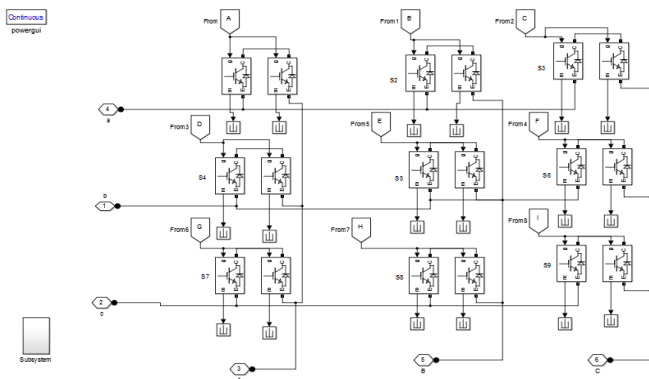 Continuous
powergui
From
A
From1
B
From2
C
g
C
m
E
g
C
m
E
g
C
m
E
g
C
m
E
g
C
m
E
g
C
m
E
S2
S3
4
a
From3
D
From5
E
From4
F
g
C
m
E
g
C
m
E
g
C
m
E
g
C
m
E
g
C
m
E
g
C
m
E
S4
S5
S6
b
1
From6
G
From7
H
From8
I
g
C
m
E
g
C
m
E
g
C
m
E
g
C
m
E
g
C
m
E
g
C
m
E
S7
S8
S9
2
c
Subsystem
3
5
B
6
C